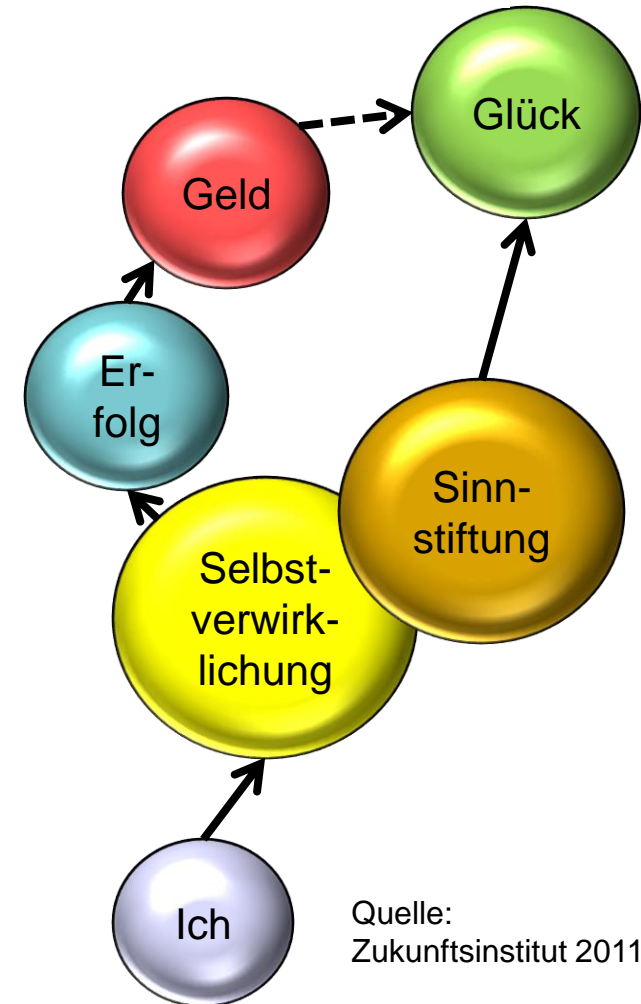 Glück
Geld
Er-
folg
Sinn-
stiftung
Selbst-
verwirk-
lichung
Ich
Quelle:
Zukunftsinstitut 2011